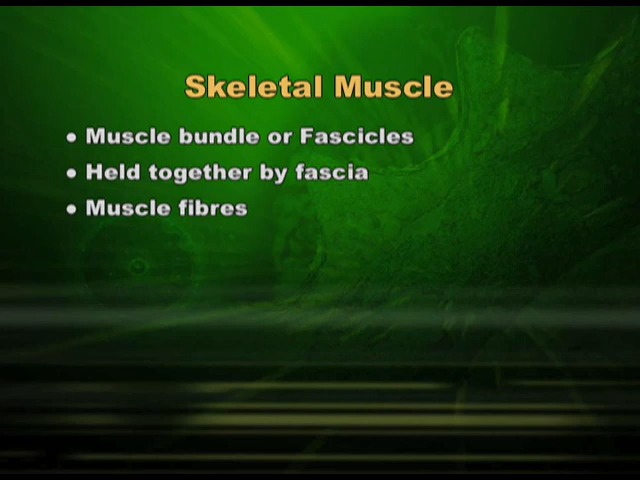 Skeletal Muscle
• Muscle bundle or Fascicles
• Held together by fascia
• Muscle fibres